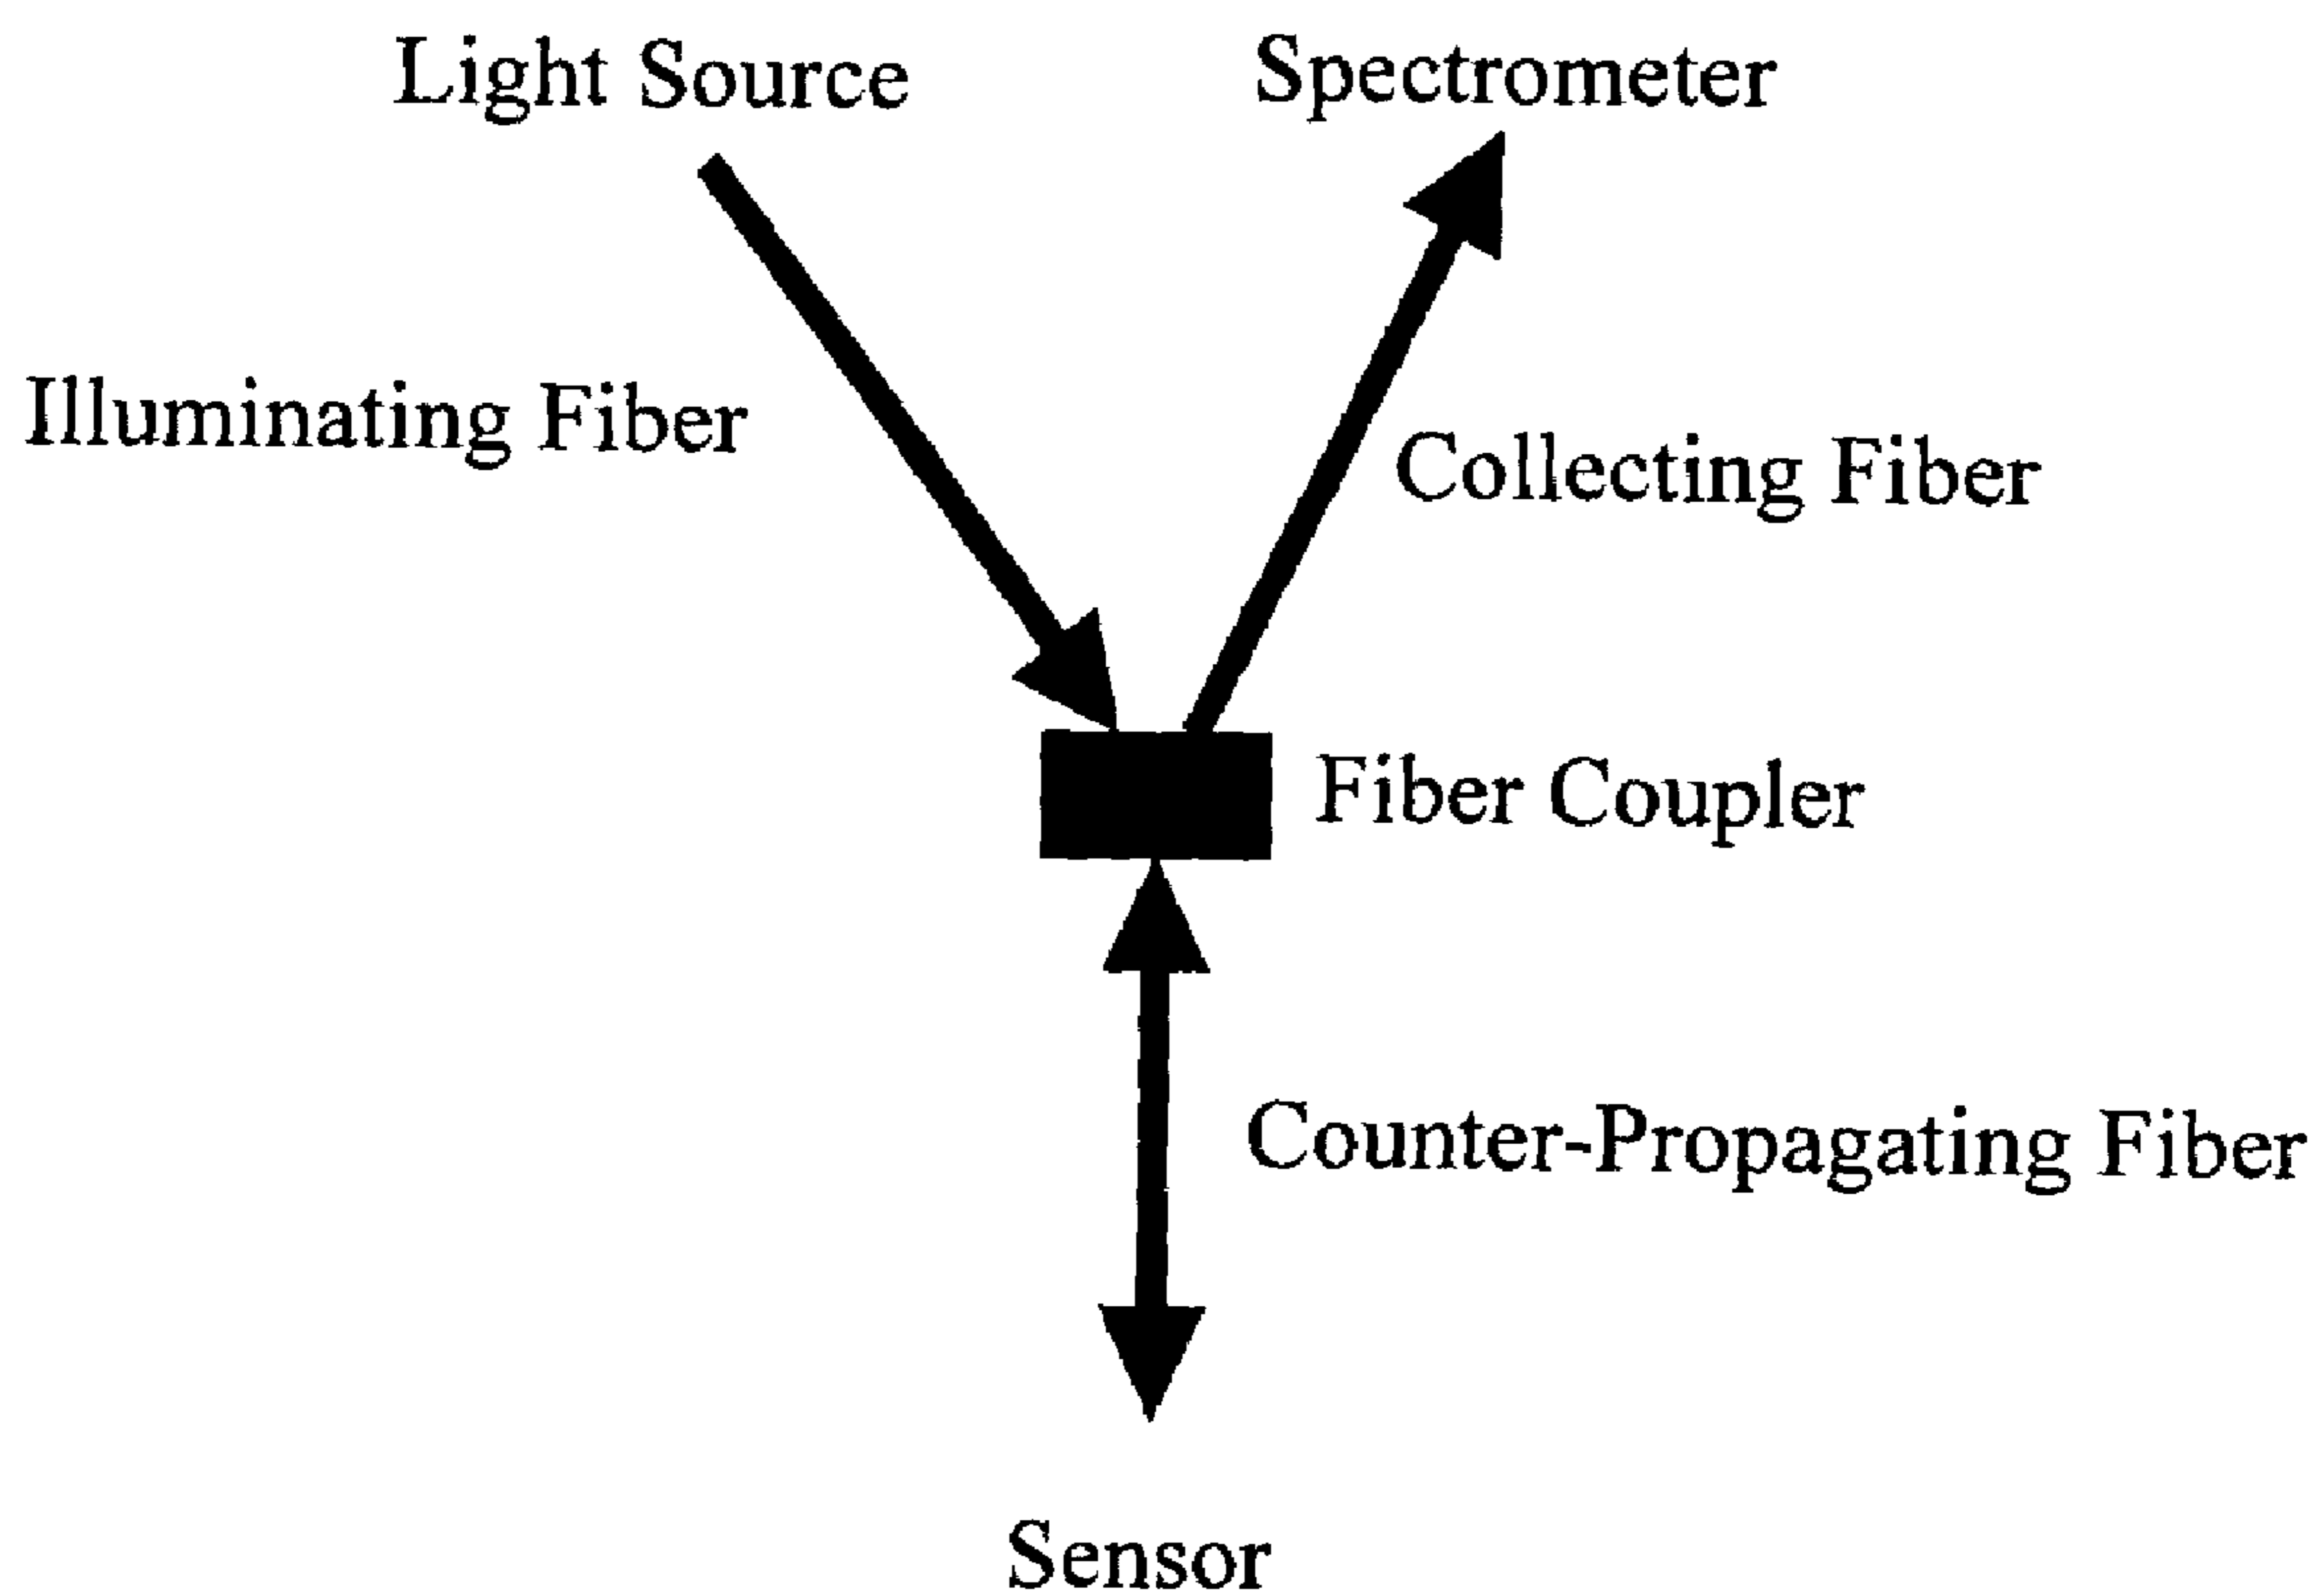 Light Source
Spectrometer
Illuminating Fiber
Collecting Fiber
Fiber Coupler
Counter-Propagating Fiber
Sensor